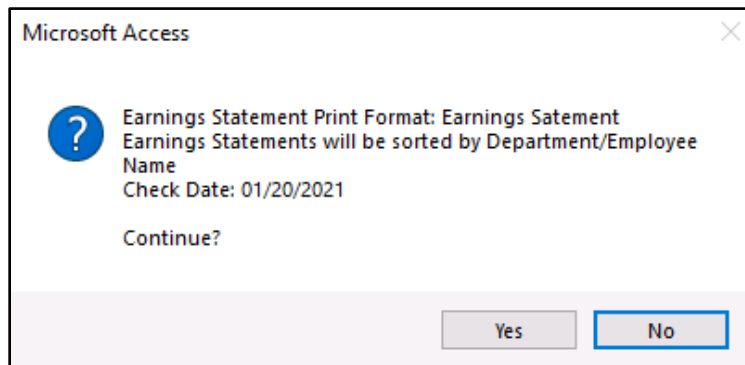 Microsoft Access
?
Earnings Statement Print Format: Earnings Satement
Earnings Statements will be sorted by Department/Employee
Name
Check Date: 01/20/2021
Continue?
Yes No